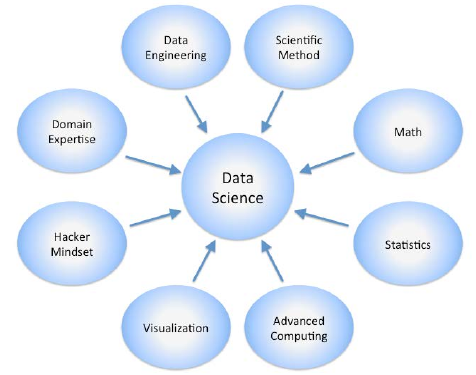 Data
Engineering
Scientific
Method
Domain
Expertise
Math
Data
Science
Hacker
Mindset
Statistics
Visualization
Advanced
Computing